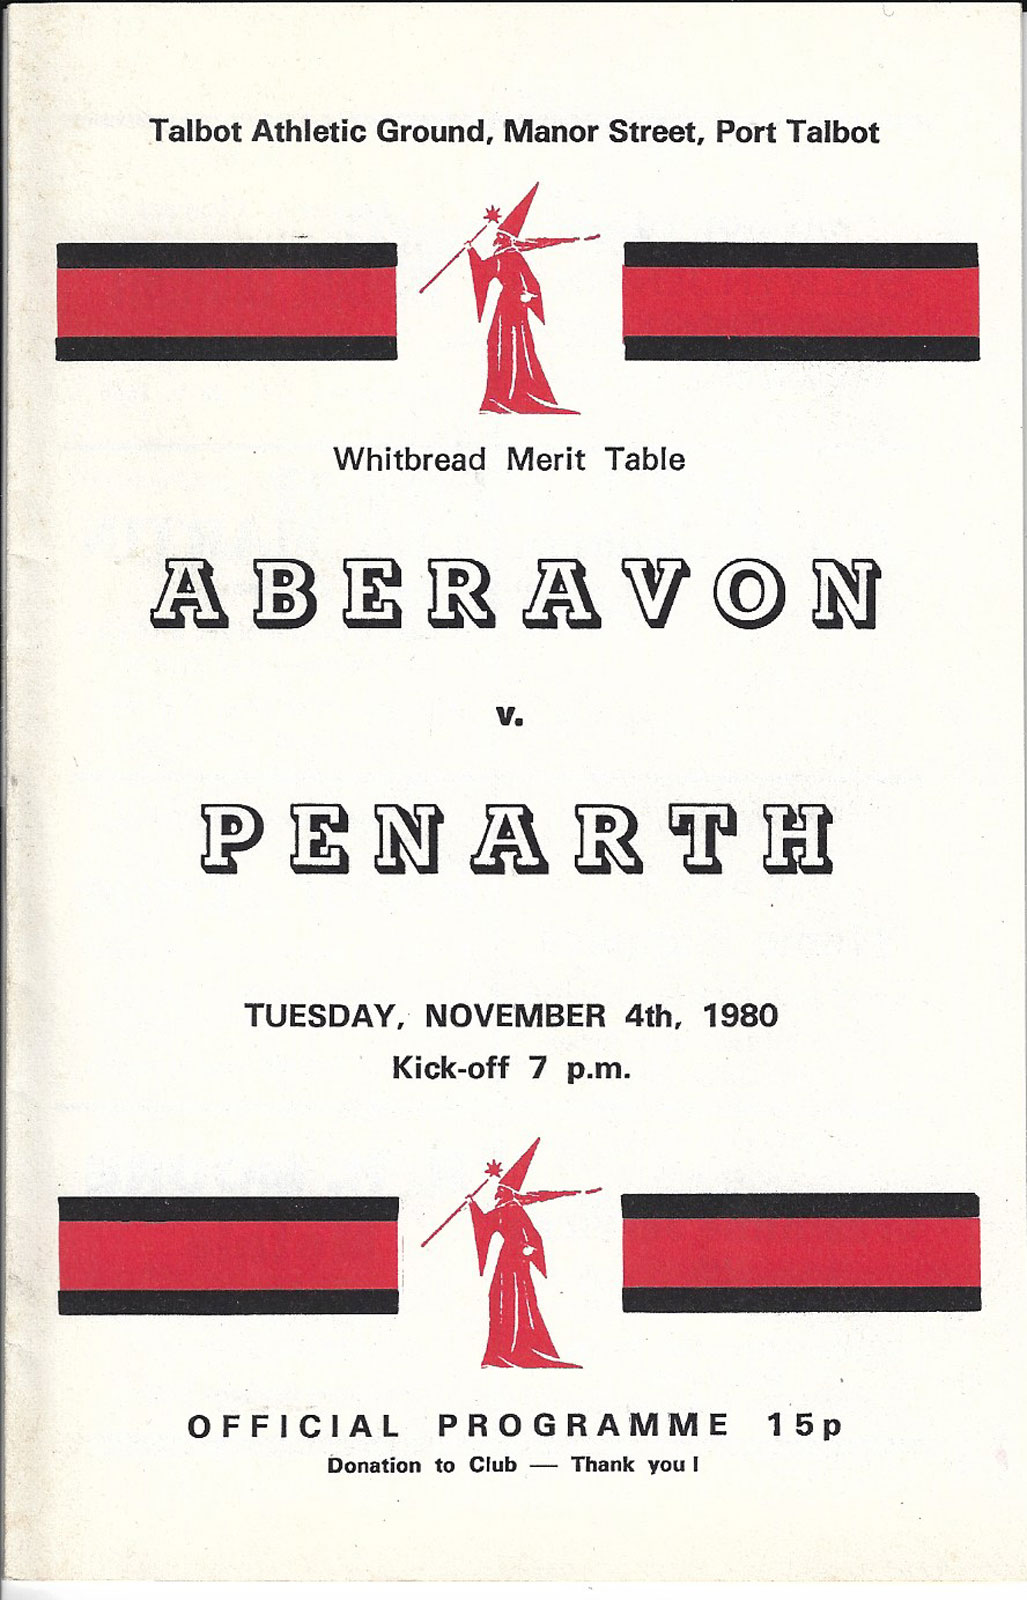 Talbot Athletic Ground, Manor Street, Port Talbot
Whitbread Merit Table
ABERAVON
v.
PENARTH
TUESDAY, NOVEMBER 4th, 1980
Kick-off 7 p.m.
OFFICIAL PROGRAMME 15p
Donation to Club — Thank you !